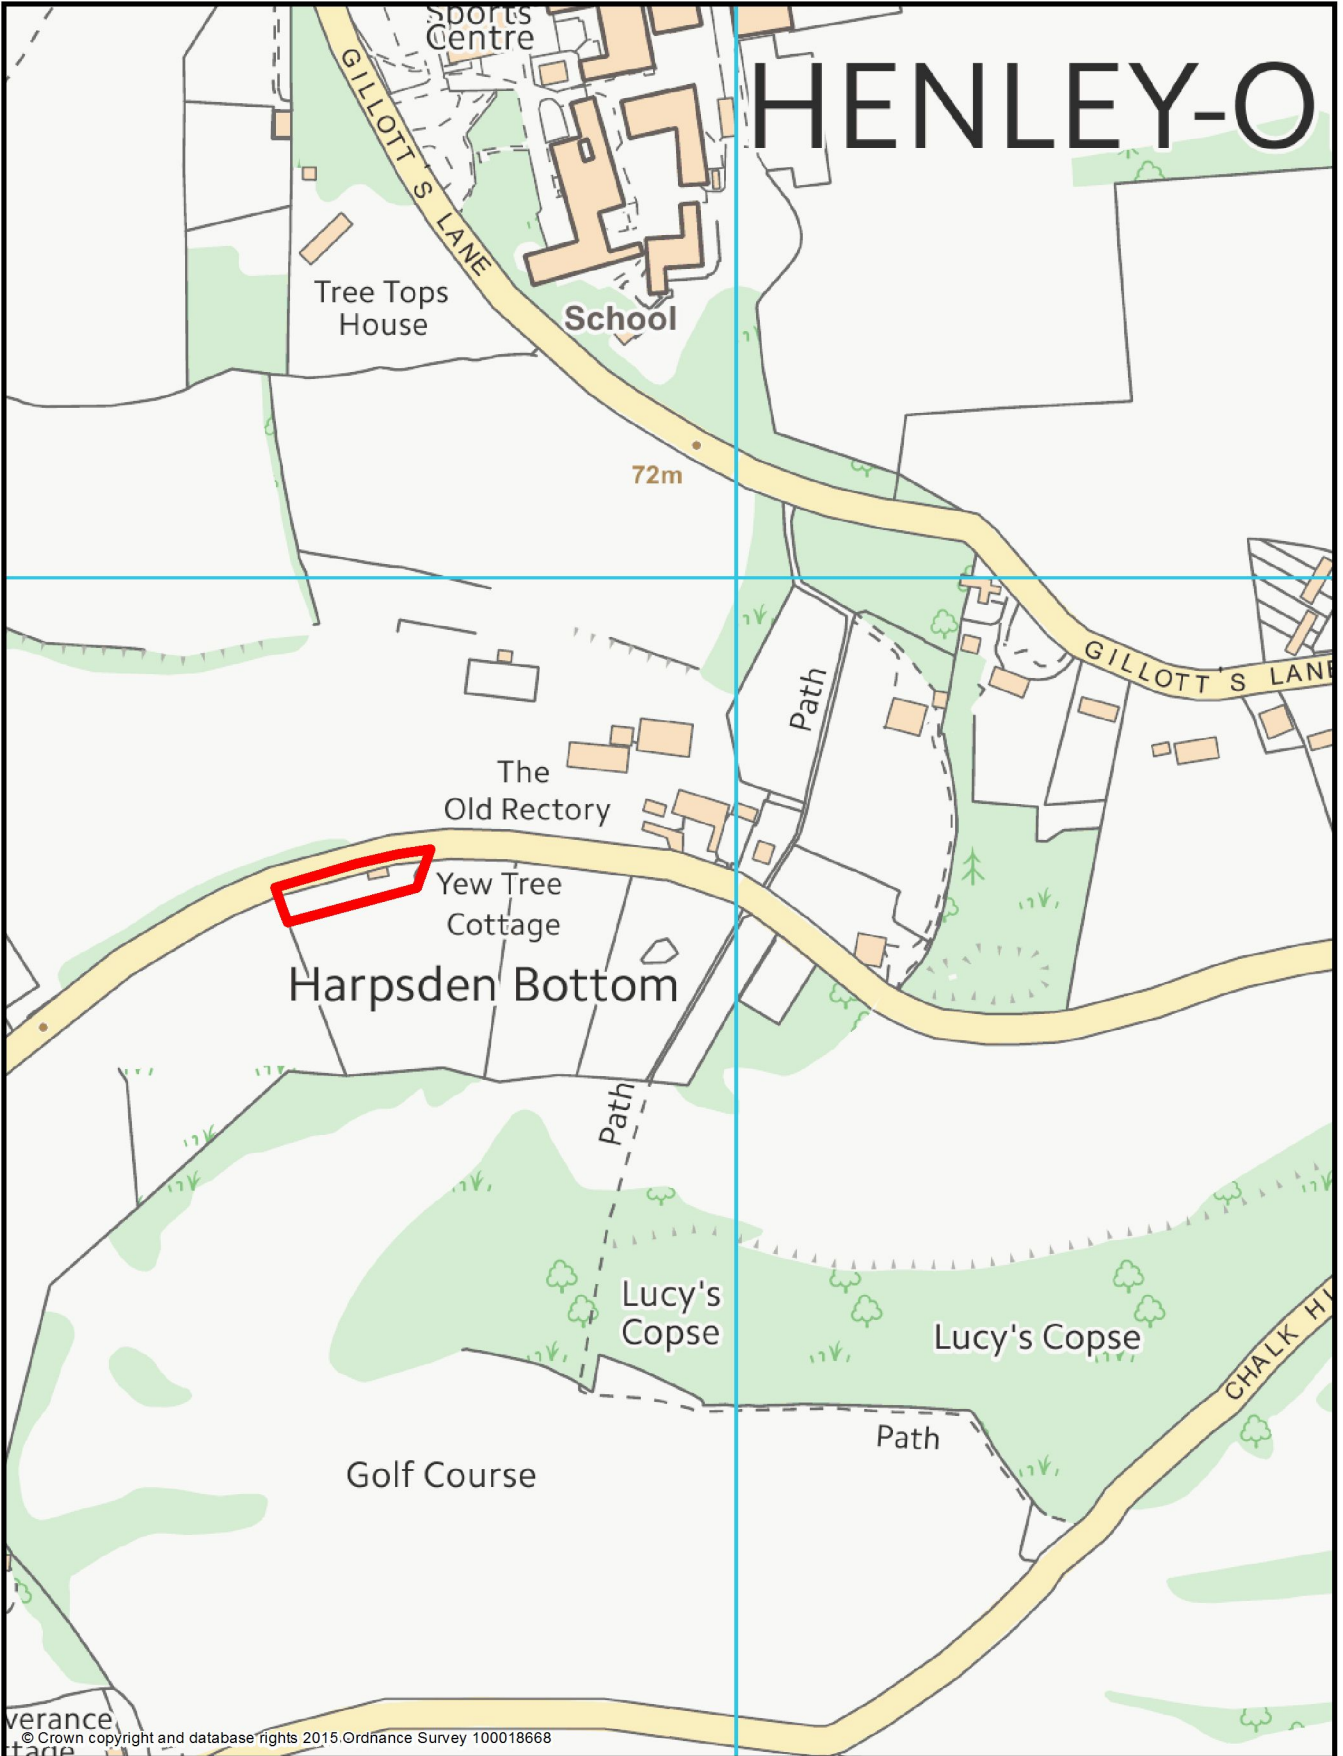 Sports
Centre
HENLEY-O
GILLOTT'S LANE
Tree Tops
House
School
72m
GILLOTT'S LANE
Path
The
Old Rectory
Yew Tree
Cottage
Harpsden Bottom
Path
Lucy's
Copse
Lucy's Copse
CHALK HI
Path
Golf Course
verance
ttage
© Crown copyright and database rights 2015 Ordnance Survey 100018668